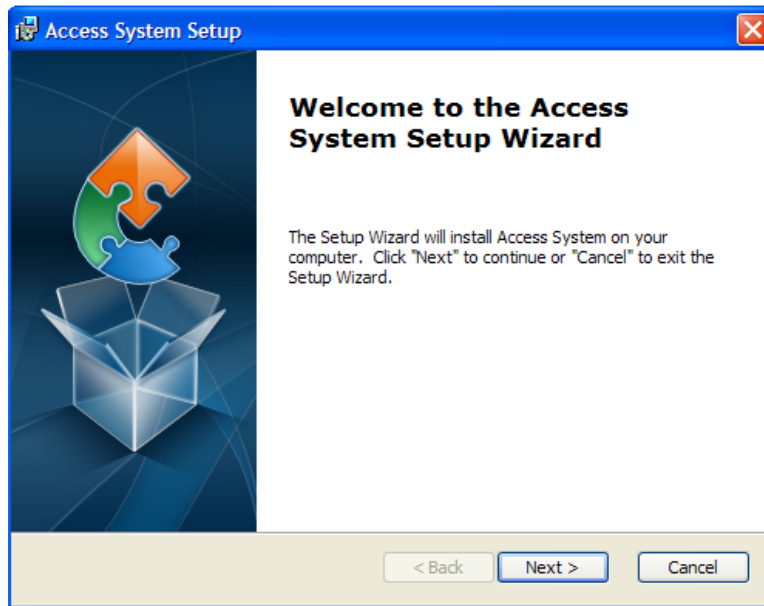 Access System Setup
Welcome to the Access
System Setup Wizard
The Setup Wizard will install Access System on your
computer. Click "Next" to continue or "Cancel" to exit the
Setup Wizard.
< Back Next > Cancel